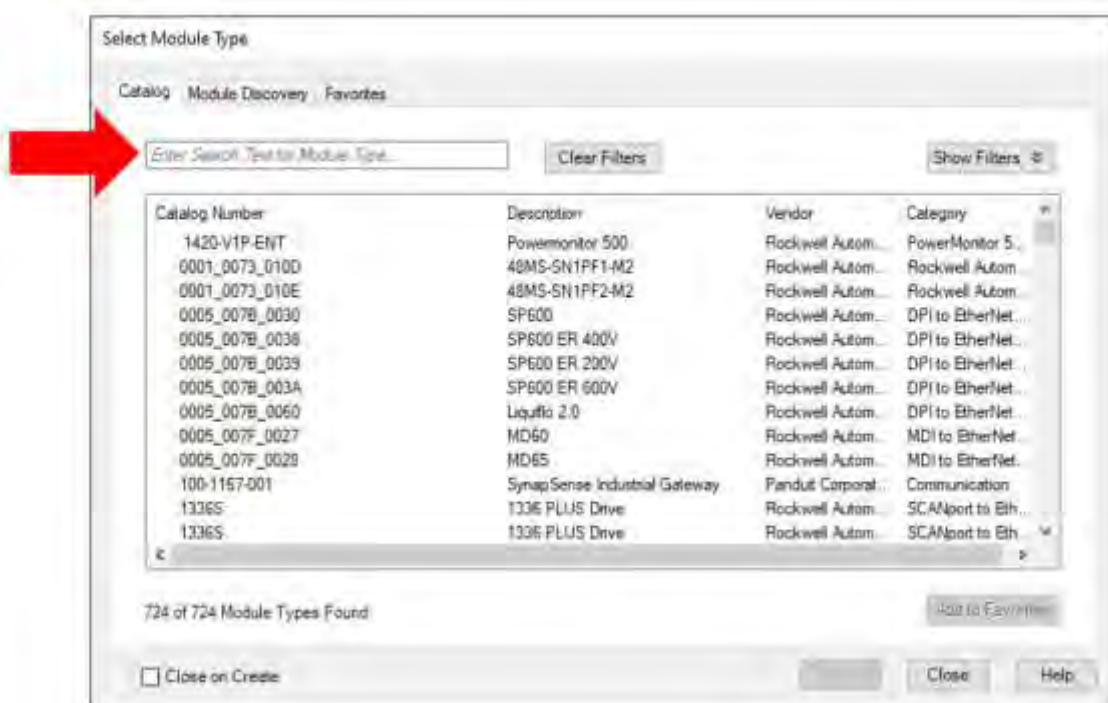 Select Module Type
Catalog Module Discovery Favorites
Enter Search Text for Module Type...
Clear Filters
Show Filters
Catalog Number Description Vendor Category
1420-V1P-ENT Powermonitor 500 Rockwell Autom... PowerMonitor 5...
0001_0073_010D 48MS-SN1PF1-M2 Rockwell Autom... Rockwell Autom...
0001_0073_010E 48MS-SN1PF2-M2 Rockwell Autom... Rockwell Autom...
0005_007B_0030 SP600 Rockwell Autom... DPI to EtherNet...
0005_007B_0038 SP600 ER 400V Rockwell Autom... DPI to EtherNet...
0005_007B_0039 SP600 ER 200V Rockwell Autom... DPI to EtherNet...
0005_007B_003A SP600 ER 600V Rockwell Autom... DPI to EtherNet...
0005_007B_0060 Liquiflo 2.0 Rockwell Autom... DPI to EtherNet...
0005_007F_0027 MD60 Rockwell Autom... MDI to EtherNet...
0005_007F_0028 MD65 Rockwell Autom... MDI to EtherNet...
100-1157-001 SynapSense Industrial Gateway Panduit Corporat... Communication
1336S 1336 PLUS Drive Rockwell Autom... SCANport to Eth...
1336S 1336 PLUS Drive Rockwell Autom... SCANport to Eth...
724 of 724 Module Types Found
Add to Favorites
Close on Create
Close
Help